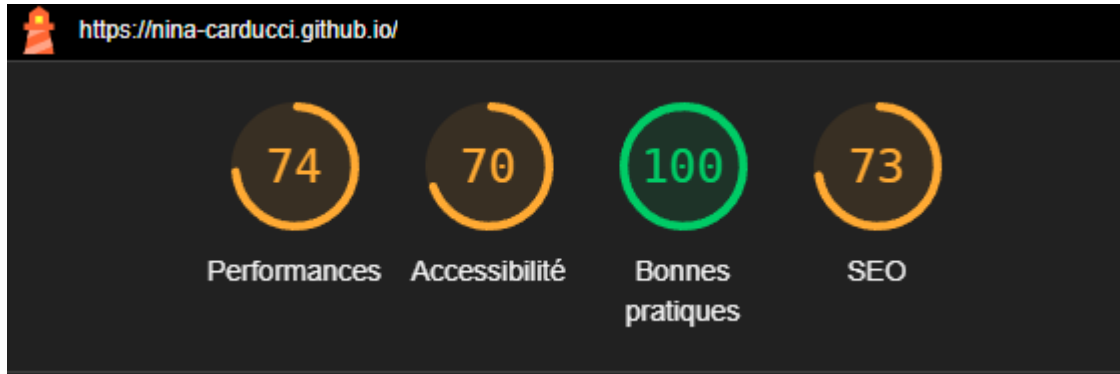 https://nina-carducci.github.io/
74 70 100 73
Performances Accessibilité Bonnes pratiques SEO